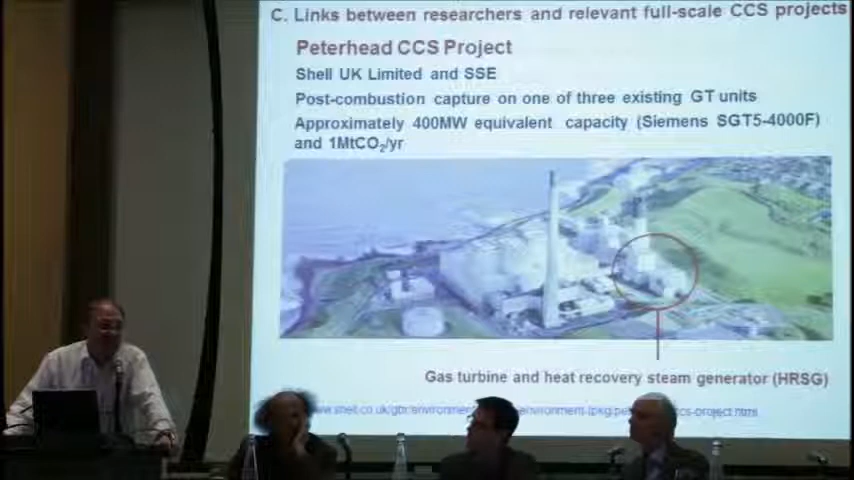 C. Links between researchers and relevant full-scale CCS projects
Peterhead CCS Project
Shell UK Limited and SSE
Post-combustion capture on one of three existing GT units
Approximately 400MW equivalent capacity (Siemens SGT5-4000F)
and 1MtCO₂/yr
Gas turbine and heat recovery steam generator (HRSG)